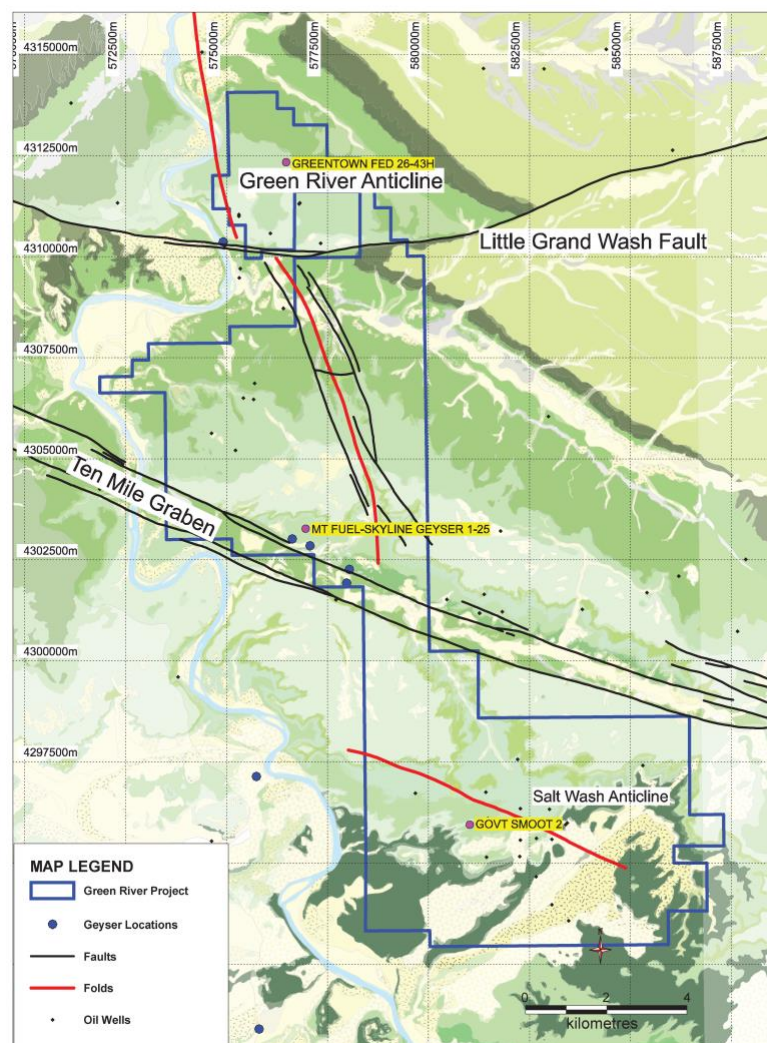 572500m
575000m
577500m
580000m
582500m
585000m
587500m
4315000m
4312500m
GREENTOWN FED 26-43H
Green River Anticline
Little Grand Wash Fault
4310000m
4307500m
4305000m
Ten Mile Graben
MT FUEL-SKYLINE GEYSER 1-25
4302500m
4300000m
4297500m
Salt Wash Anticline
GOVT SMOOT 2
MAP LEGEND
Green River Project
Geyser Locations
Faults
Folds
Oil Wells
0 2 4
kilometres